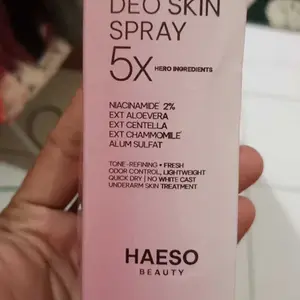 DEO SKIN
SPRAY
5X HERO INGREDIENTS
NIACINAMIDE 2%
EXT ALOEVERA
EXT CENTELLA
EXT CHAMMOMILE
ALUM SULFAT
TONE-REFINING + FRESH
ODOR CONTROL, LIGHTWEIGHT
QUICK DRY | NO WHITE CAST
UNDERARM SKIN TREATMENT
HAESO
BEAUTY